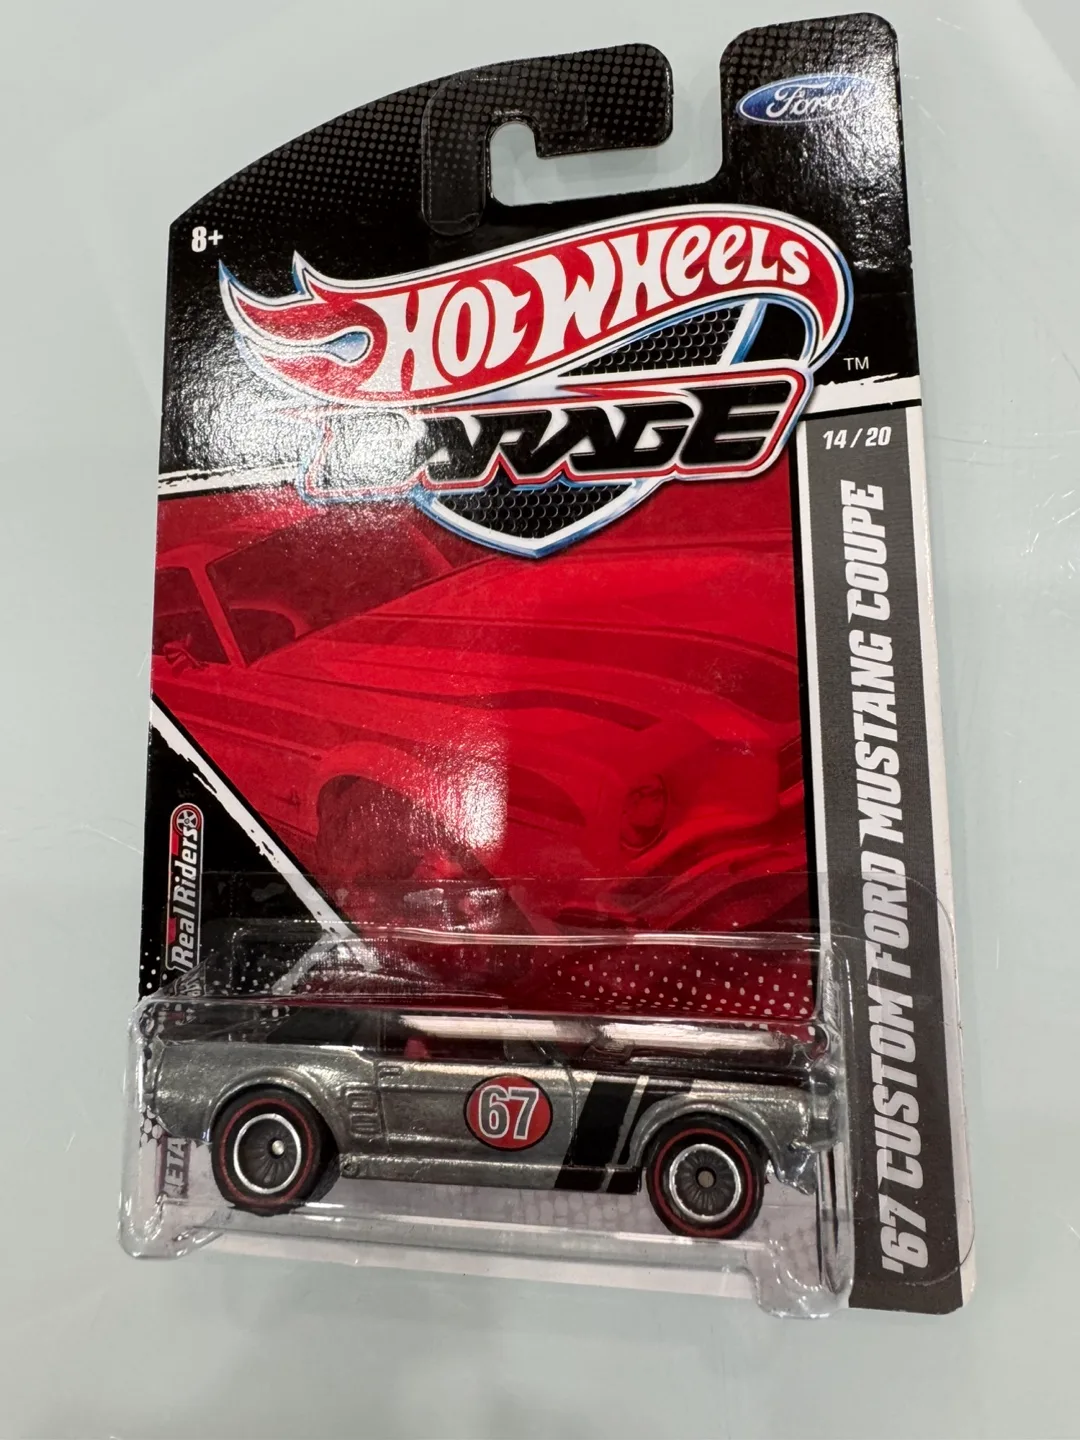 Ford
8+
HOT WHEELS
TM
GARAGE
14/20
'67 CUSTOM FORD MUSTANG COUPE
Real Riders
67